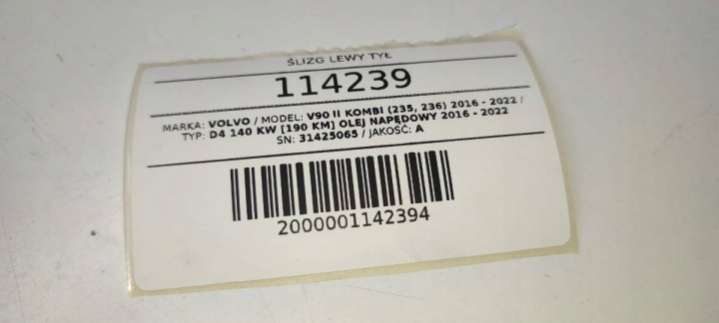 ŚLIZG LEWY TYŁ
114239
MARKA: VOLVO / MODEL: V90 II KOMBI (235, 236) 2016 - 2022 /
TYP: D4 140 KW [190 KM] OLEJ NAPĘDOWY 2016 - 2022
SN: 31425065 / JAKOŚĆ: A
2000001142394